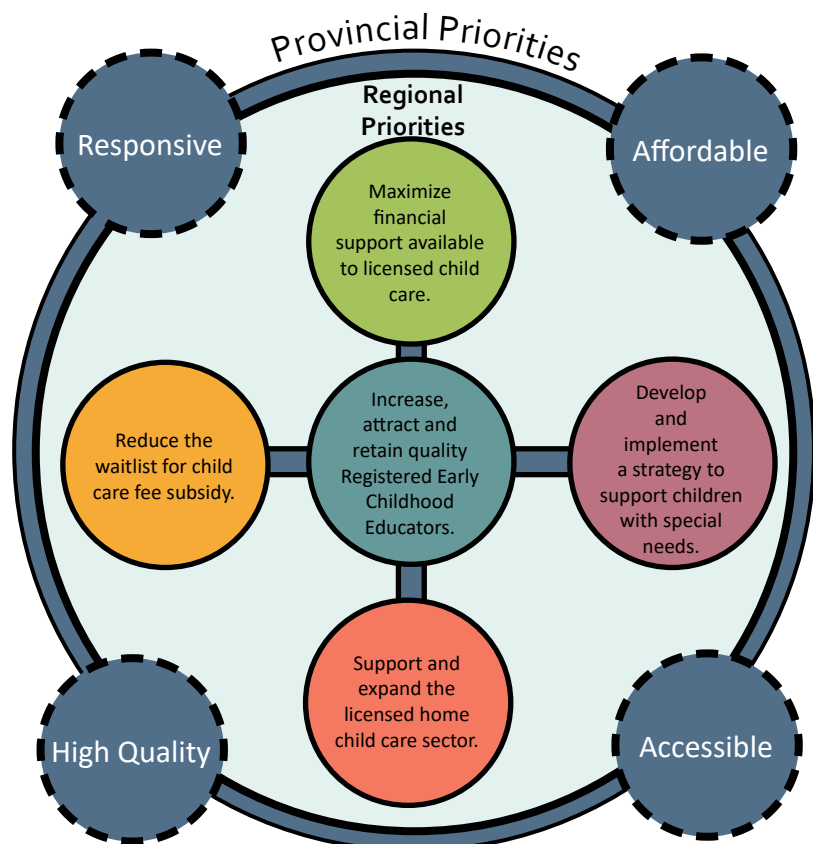 Provincial Priorities
Responsive
Affordable
Regional
Priorities
Maximize
financial
support available
to licensed child
care.
Reduce the
waitlist for child
care fee subsidy.
Increase,
attract and
retain quality
Registered Early
Childhood
Educators.
Develop
and
implement
a strategy to
support children
with special
needs.
Support and
expand the
licensed home
child care sector.
High Quality
Accessible